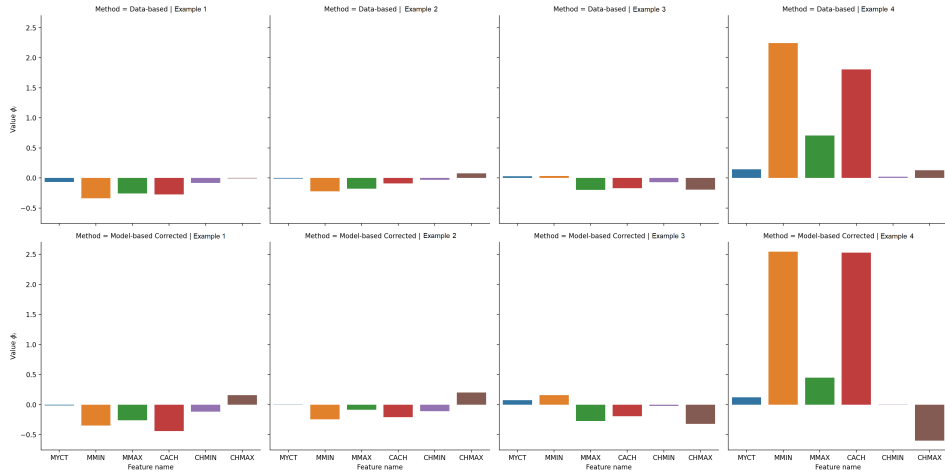 Method = Data-based | Example 1
Method = Data-based | Example 2
Method = Data-based | Example 3
Method = Data-based | Example 4
Value ϕᵢ
2.5
2.0
1.5
1.0
0.5
0.0
−0.5
Method = Model-based Corrected | Example 1
Method = Model-based Corrected | Example 2
Method = Model-based Corrected | Example 3
Method = Model-based Corrected | Example 4
Value ϕᵢ
2.5
2.0
1.5
1.0
0.5
0.0
−0.5
MYCT MMIN MMAX CACH CHMIN CHMAX
MYCT MMIN MMAX CACH CHMIN CHMAX
MYCT MMIN MMAX CACH CHMIN CHMAX
MYCT MMIN MMAX CACH CHMIN CHMAX
Feature name
Feature name
Feature name
Feature name